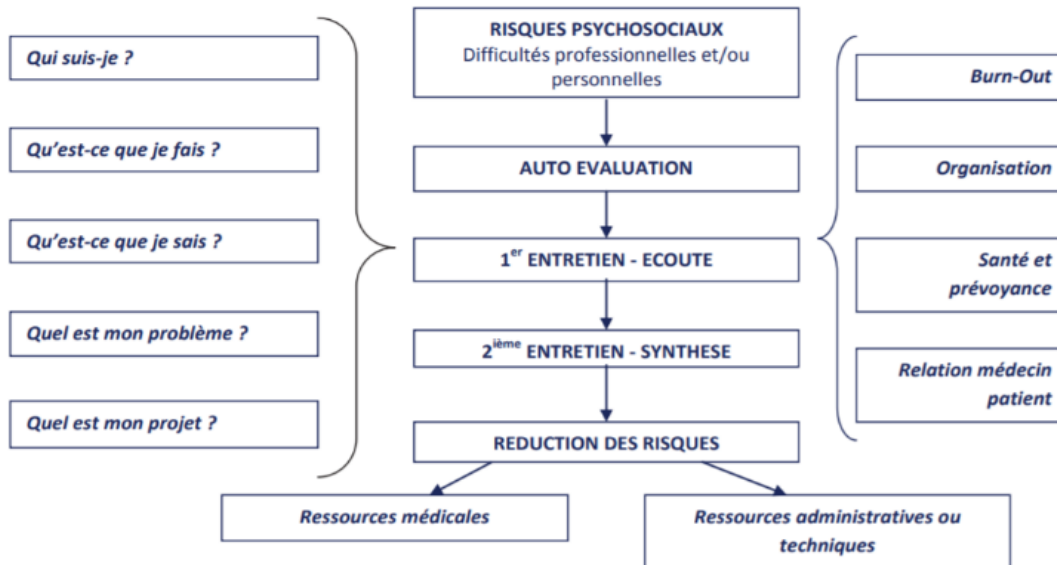 Qui suis-je ?
Qu'est-ce que je fais ?
Qu'est-ce que je sais ?
Quel est mon problème ?
Quel est mon projet ?
RISQUES PSYCHOSOCIAUX
Difficultés professionnelles et/ou
personnelles
AUTO EVALUATION
1er ENTRETIEN - ECOUTE
2ième ENTRETIEN - SYNTHESE
REDUCTION DES RISQUES
Burn-Out
Organisation
Santé et
prévoyance
Relation médecin
patient
Ressources médicales
Ressources administratives ou
techniques